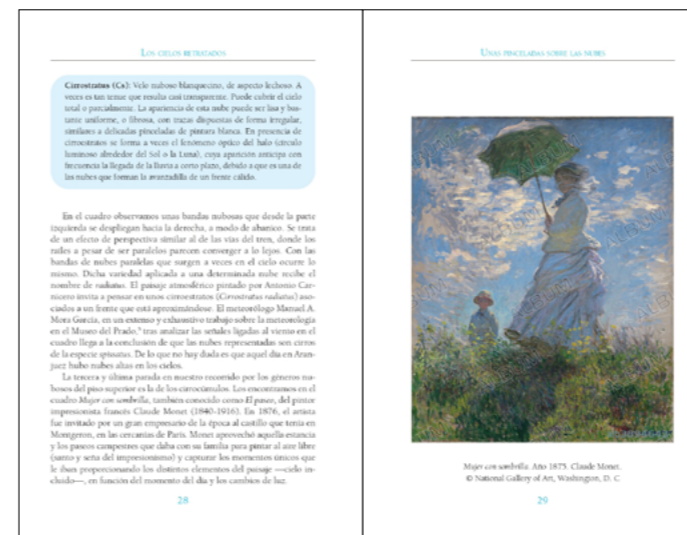 LOS CIELOS RETRATADOS
Cirrostratus (Cs): Velo nuboso blanquecino, de aspecto lechoso. A
veces es tan tenue que resulta casi transparente. Puede cubrir el cielo
total o parcialmente. La apariencia de esta nube puede ser lisa y bas-
tante uniforme, o fibrosa, con trazas dispuestas de forma irregular,
similares a delicadas pinceladas de pintura blanca. En presencia de
cirrostratos se forma a veces el fenómeno óptico del halo (círculo
luminoso alrededor del Sol o la Luna), cuya aparición anticipa con
frecuencia la llegada de la lluvia a corto plazo, debido a que es una de
las nubes que forman la avanzadilla de un frente cálido.
En el cuadro observamos unas bandas nubosas que desde la parte
izquierda se despliegan hacia la derecha, a modo de abanico. Se trata
de un efecto de perspectiva similar al de las vías del tren, donde los
raíles a pesar de ser paralelos parecen converger a lo lejos. Con las
bandas de nubes paralelas que surgen a veces en el cielo ocurre lo
mismo. Dicha variedad aplicada a una determinada nube recibe el
nombre de radiatus. El paisaje atmosférico pintado por Antonio Car-
nicero invita a pensar en unos cirrostratos (Cirrostratus radiatus) aso-
ciados a un frente que está aproximándose. El meteorólogo Manuel A.
Mora García, en un extenso y exhaustivo trabajo sobre la meteorología
en el Museo del Prado, tras analizar las señales ligadas al viento en el
cuadro llega a la conclusión de que las nubes representadas son cirros
de la especie spissatus. De lo que no hay duda es que aquel día en Aran-
juez hubo nubes altas en los cielos.
La tercera y última parada en nuestro recorrido por los géneros nu-
bosos del piso superior es la de los cirrocúmulos. Los encontramos en el
cuadro Mujer con sombrilla, también conocido como El paseo, del pintor
impresionista francés Claude Monet (1840-1916). En 1876, el artista
fue invitado por un gran empresario de la época al castillo que tenía en
Montgeron, en las cercanías de París. Monet aprovechó aquella estancia
y los paseos campestres que daba con su familia para pintar al aire libre
(santo y seña del impresionismo) y capturar los momentos únicos que
le iban proporcionando los distintos elementos del paisaje —cielo in-
cluido—, en función del momento del día y los cambios de luz.
28
UNAS PINCELADAS SOBRE LAS NUBES
Mujer con sombrilla. Año 1875. Claude Monet.
© National Gallery of Art, Washington, D. C.
29